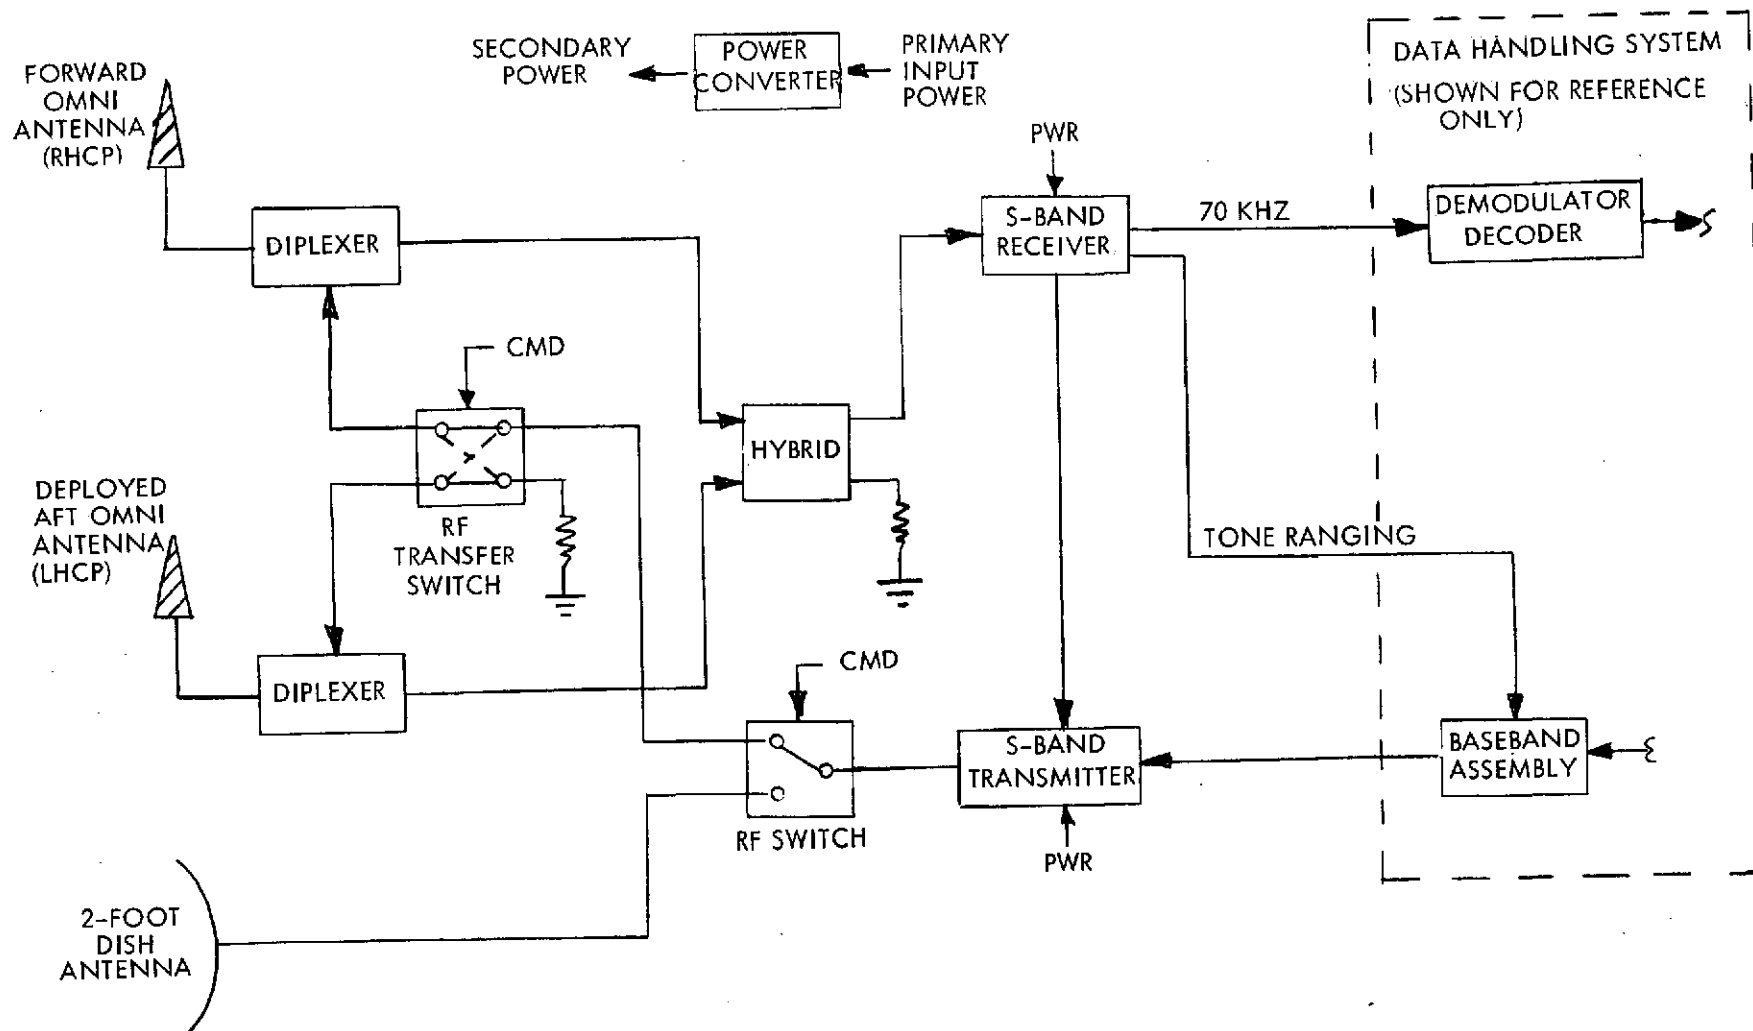 SECONDARY
POWER
POWER
CONVERTER
PRIMARY
INPUT
POWER
DATA HANDLING SYSTEM
(SHOWN FOR REFERENCE
ONLY)
FORWARD
OMNI
ANTENNA
(RHCP)
PWR
DIPLEXER
S-BAND
RECEIVER
70 KHZ
DEMODULATOR
DECODER
CMD
HYBRID
DEPLOYED
AFT OMNI
ANTENNA
(LHCP)
RF
TRANSFER
SWITCH
TONE RANGING
DIPLEXER
CMD
S-BAND
TRANSMITTER
BASEBAND
ASSEMBLY
RF SWITCH
PWR
2-FOOT
DISH
ANTENNA